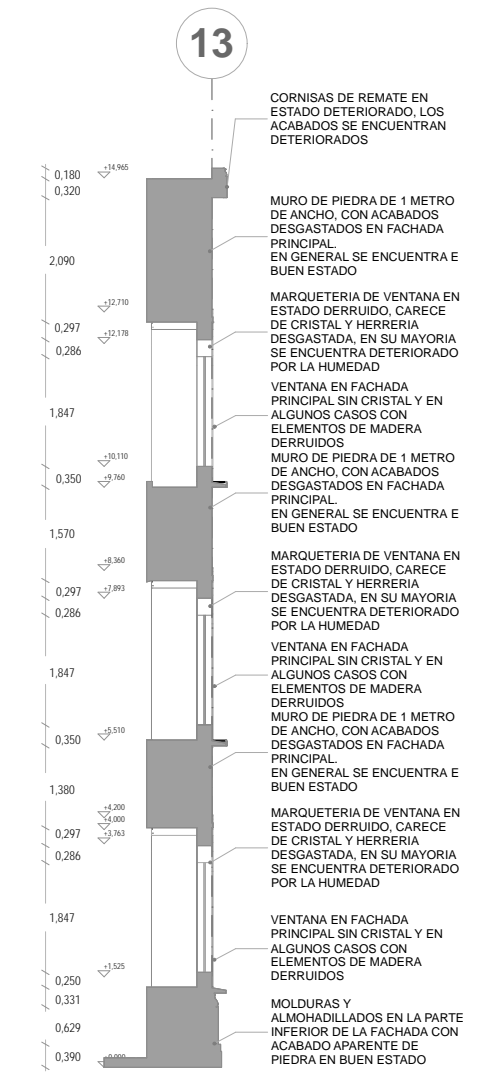 13
CORNISAS DE REMATE EN
ESTADO DETERIORADO, LOS
ACABADOS SE ENCUENTRAN
DETERIORADOS
0,180
+14,965
0,320
MURO DE PIEDRA DE 1 METRO
DE ANCHO, CON ACABADOS
DESGASTADOS EN FACHADA
PRINCIPAL.
EN GENERAL SE ENCUENTRA E
BUEN ESTADO
2,090
MARQUETERIA DE VENTANA EN
ESTADO DERRUIDO, CARECE
DE CRISTAL Y HERRERIA
DESGASTADA, EN SU MAYORIA
SE ENCUENTRA DETERIORADO
POR LA HUMEDAD
+12,710
0,297
+12,178
0,286
VENTANA EN FACHADA
PRINCIPAL SIN CRISTAL Y EN
ALGUNOS CASOS CON
ELEMENTOS DE MADERA
DERRUIDOS
1,847
MURO DE PIEDRA DE 1 METRO
DE ANCHO, CON ACABADOS
DESGASTADOS EN FACHADA
PRINCIPAL.
EN GENERAL SE ENCUENTRA E
BUEN ESTADO
+10,110
0,350
+9,760
1,570
MARQUETERIA DE VENTANA EN
ESTADO DERRUIDO, CARECE
DE CRISTAL Y HERRERIA
DESGASTADA, EN SU MAYORIA
SE ENCUENTRA DETERIORADO
POR LA HUMEDAD
+8,360
0,297
+7,893
0,286
VENTANA EN FACHADA
PRINCIPAL SIN CRISTAL Y EN
ALGUNOS CASOS CON
ELEMENTOS DE MADERA
DERRUIDOS
1,847
MURO DE PIEDRA DE 1 METRO
DE ANCHO, CON ACABADOS
DESGASTADOS EN FACHADA
PRINCIPAL.
EN GENERAL SE ENCUENTRA E
BUEN ESTADO
+5,510
0,350
1,380
MARQUETERIA DE VENTANA EN
ESTADO DERRUIDO, CARECE
DE CRISTAL Y HERRERIA
DESGASTADA, EN SU MAYORIA
SE ENCUENTRA DETERIORADO
POR LA HUMEDAD
+4,200
+4,000
0,297
+3,763
0,286
VENTANA EN FACHADA
PRINCIPAL SIN CRISTAL Y EN
ALGUNOS CASOS CON
ELEMENTOS DE MADERA
DERRUIDOS
1,847
+1,525
0,250
0,331
MOLDURAS Y
ALMOHADILLADOS EN LA PARTE
INFERIOR DE LA FACHADA CON
ACABADO APARENTE DE
PIEDRA EN BUEN ESTADO
0,629
0,390